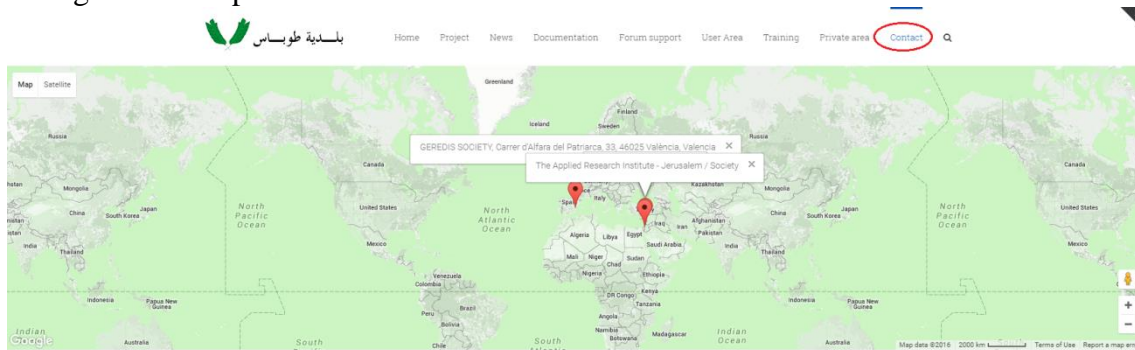 بلـــدية طوبـــاس
Home Project News Documentation Forum support User Area Training Private area Contact
Map Satellite
Greenland
Finland
Iceland
Sweden
Russia
Russia
GEREDIS SOCIETY, Carrer d'Alfara del Patriarca, 33, 46025 València, Valençia ×
The Applied Research Institute - Jerusalem / Society ×
Canada
Canada
Mongolia
Kazakhstan
Mongolia
Italy
United States
China
South Korea
Japan
North Pacific Ocean
United States
North Atlantic Ocean
Iraq
Iran
Afghanistan
Pakistan
China
South Korea
Japan
North Pacific Ocean
India
Thailand
Mexico
Algeria
Libya
Egypt
Saudi Arabia
India
Thailand
Mexico
Mali
Niger
Chad
Sudan
Venezuela
Colombia
Nigeria
Ethiopia
Indonesia
Papua New Guinea
DR Congo
Kenya
Tanzania
Indonesia
Papua New Guinea
Peru
Brazil
Bolivia
Angola
Namibia
Botswana
Madagascar
Indian Ocean
Chile
South
South
Indian Ocean
Australia
Australia
Google
Map data ©2016 2000 km Terms of Use Report a map err